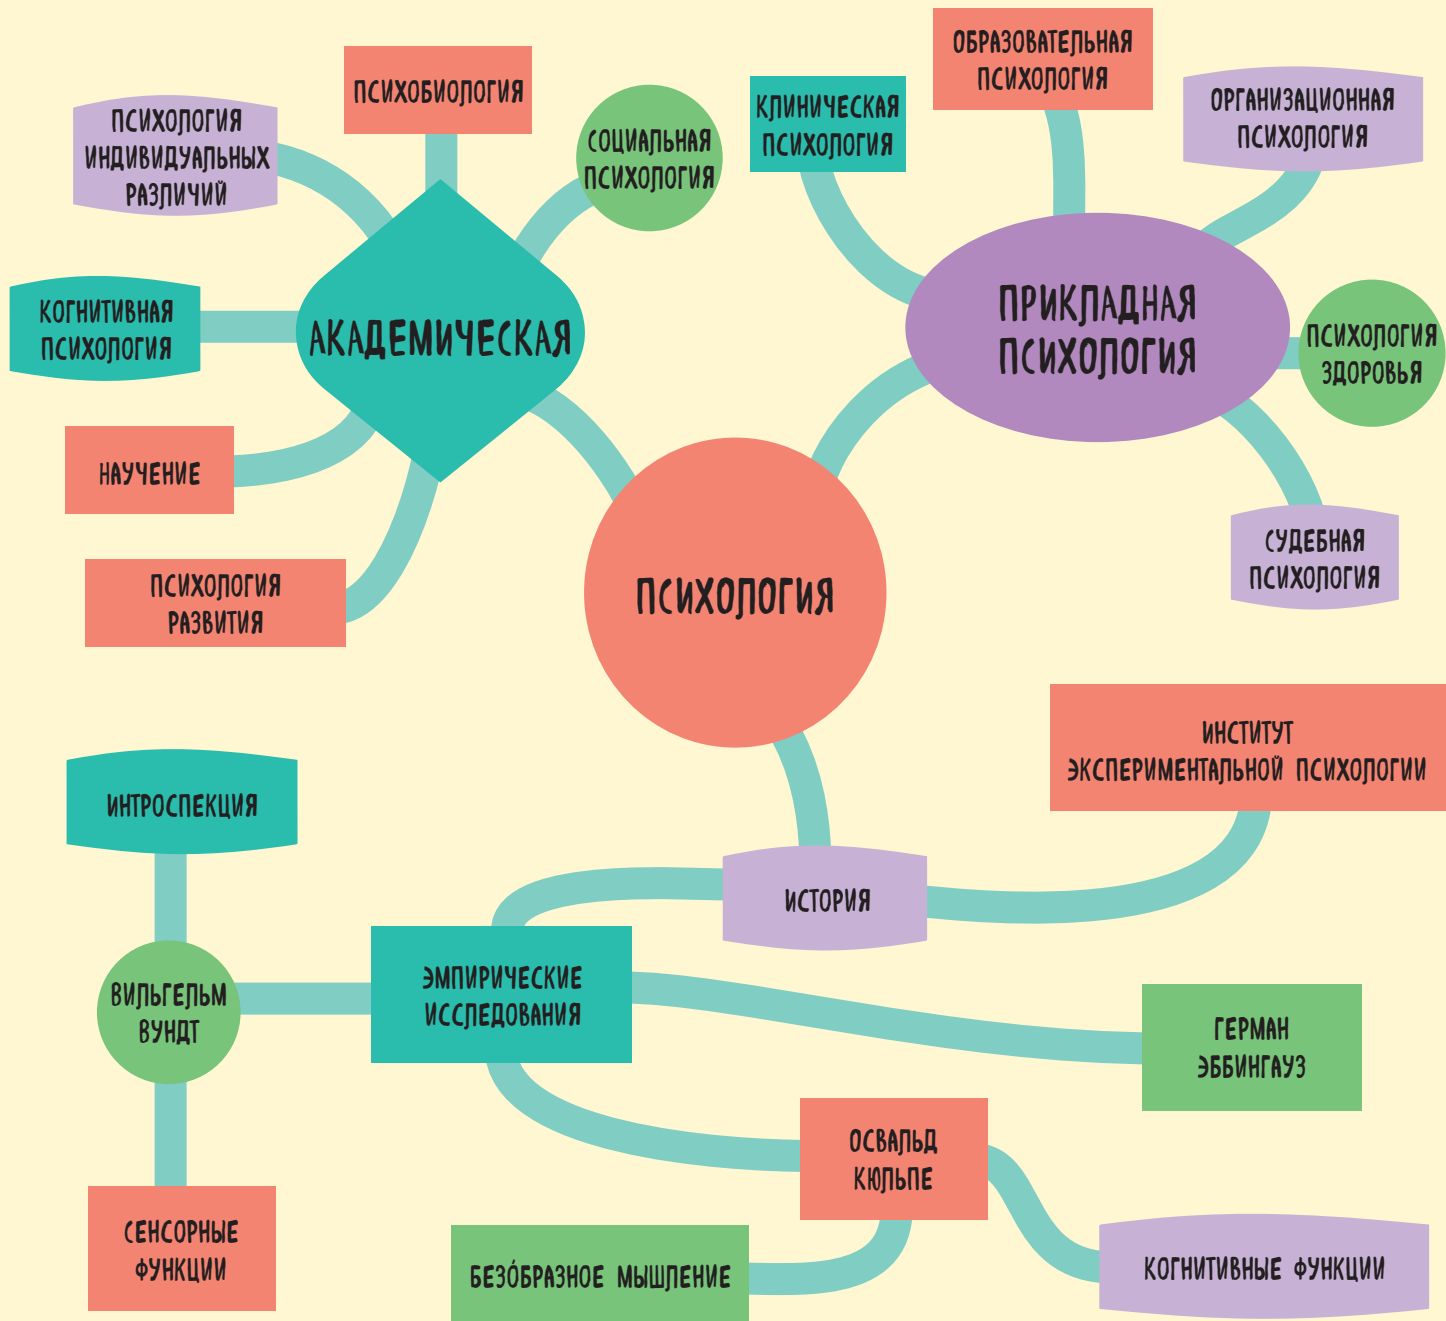 ПСИХОБИОЛОГИЯ
ПСИХОЛОГИЯ
ИНДИВИДУАЛЬНЫХ
РАЗЛИЧИЙ
СОЦИАЛЬНАЯ
ПСИХОЛОГИЯ
КОГНИТИВНАЯ
ПСИХОЛОГИЯ
АКАДЕМИЧЕСКАЯ
НАУЧЕНИЕ
ПСИХОЛОГИЯ
РАЗВИТИЯ
КЛИНИЧЕСКАЯ
ПСИХОЛОГИЯ
ОБРАЗОВАТЕЛЬНАЯ
ПСИХОЛОГИЯ
ОРГАНИЗАЦИОННАЯ
ПСИХОЛОГИЯ
ПРИКЛАДНАЯ
ПСИХОЛОГИЯ
ПСИХОЛОГИЯ
ЗДОРОВЬЯ
СУДЕБНАЯ
ПСИХОЛОГИЯ
ПСИХОЛОГИЯ
ИНСТИТУТ
ЭКСПЕРИМЕНТАЛЬНОЙ ПСИХОЛОГИИ
ИСТОРИЯ
ИНТРОСПЕКЦИЯ
ВИЛЬГЕЛЬМ
ВУНДТ
ЭМПИРИЧЕСКИЕ
ИССЛЕДОВАНИЯ
ГЕРМАН
ЭББИНГАУЗ
ОСВАЛЬД
КЮЛЬПЕ
СЕНСОРНЫЕ
ФУНКЦИИ
БЕЗО́БРАЗНОЕ МЫШЛЕНИЕ
КОГНИТИВНЫЕ ФУНКЦИИ